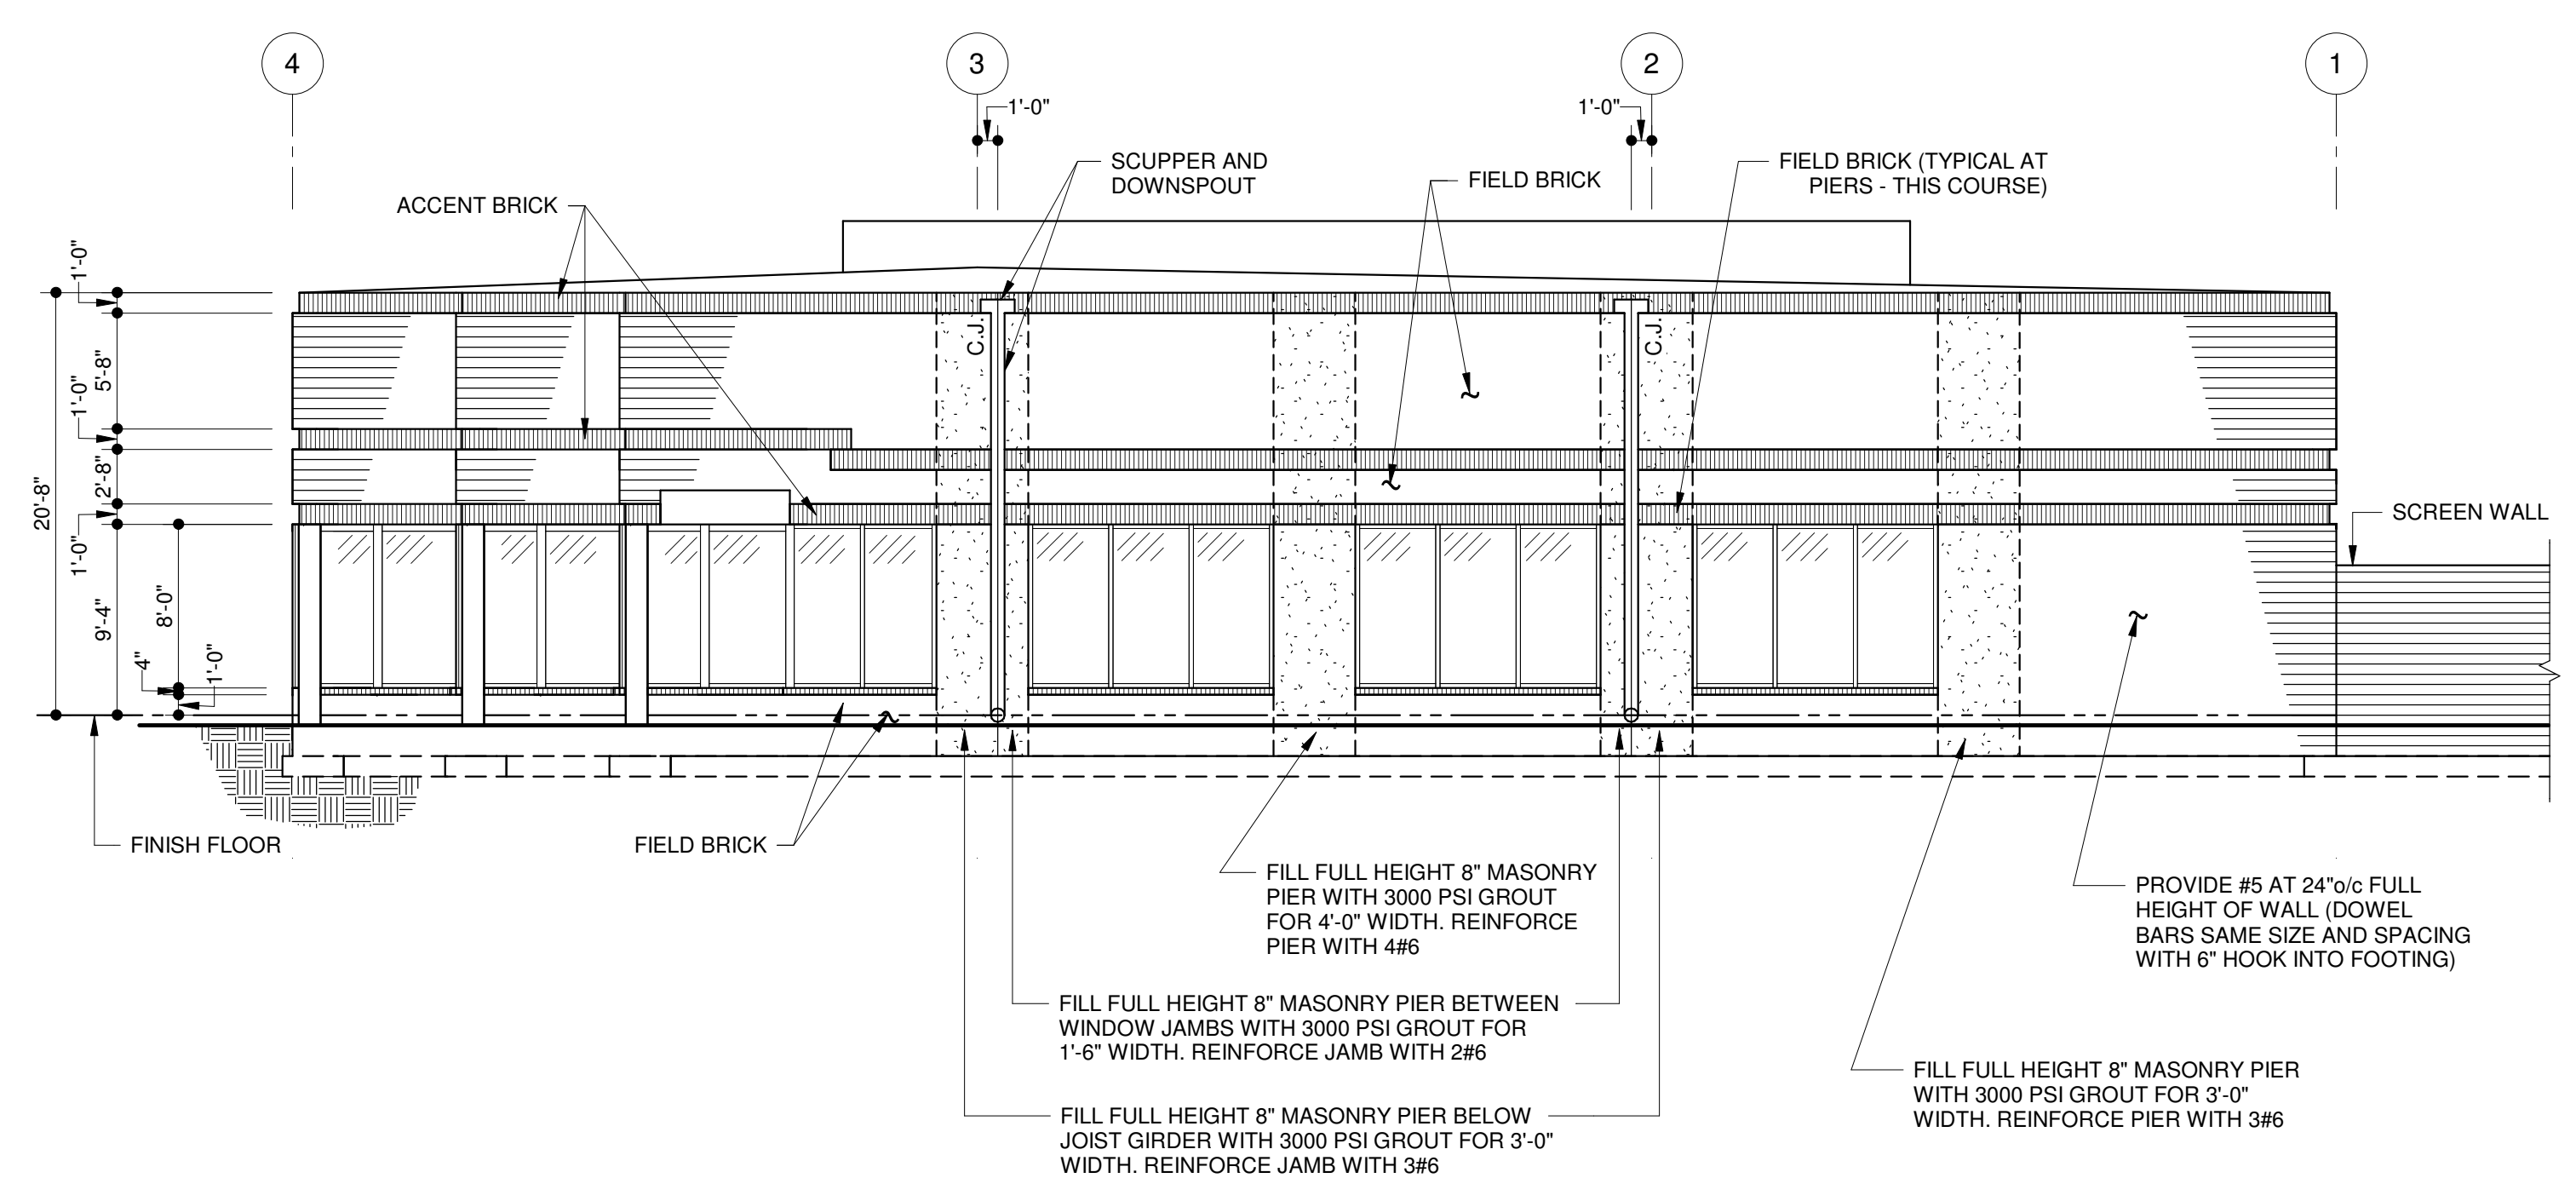 4
3
2
1
1'-0"
1'-0"
SCUPPER AND
DOWNSPOUT
FIELD BRICK
FIELD BRICK (TYPICAL AT
PIERS - THIS COURSE)
ACCENT BRICK
1'-0"
5'-8"
1'-0"
2'-8"
20'-8"
1'-0"
9'-4"
8'-0"
4"
1'-0"
C.J.
C.J.
SCREEN WALL
FINISH FLOOR
FIELD BRICK
FILL FULL HEIGHT 8" MASONRY
PIER WITH 3000 PSI GROUT
FOR 4'-0" WIDTH. REINFORCE
PIER WITH 4#6
PROVIDE #5 AT 24"o/c FULL
HEIGHT OF WALL (DOWEL
BARS SAME SIZE AND SPACING
WITH 6" HOOK INTO FOOTING)
FILL FULL HEIGHT 8" MASONRY PIER BETWEEN
WINDOW JAMBS WITH 3000 PSI GROUT FOR
1'-6" WIDTH. REINFORCE JAMB WITH 2#6
FILL FULL HEIGHT 8" MASONRY PIER
WITH 3000 PSI GROUT FOR 3'-0"
WIDTH. REINFORCE PIER WITH 3#6
FILL FULL HEIGHT 8" MASONRY PIER BELOW
JOIST GIRDER WITH 3000 PSI GROUT FOR 3'-0"
WIDTH. REINFORCE JAMB WITH 3#6